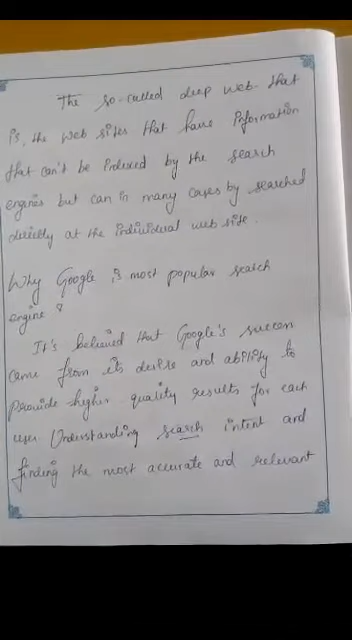 The so-called deep web that
is, the web sites that have information
that can't be indexed by the search
engines but can in many cases by searched
directly at the individual web site.
Why Google is most popular search
engine?
It's believed that Google's succen
came from its desire and ability to
provide higher quality results for each
user Understanding search intent and
finding the most accurate and relevant